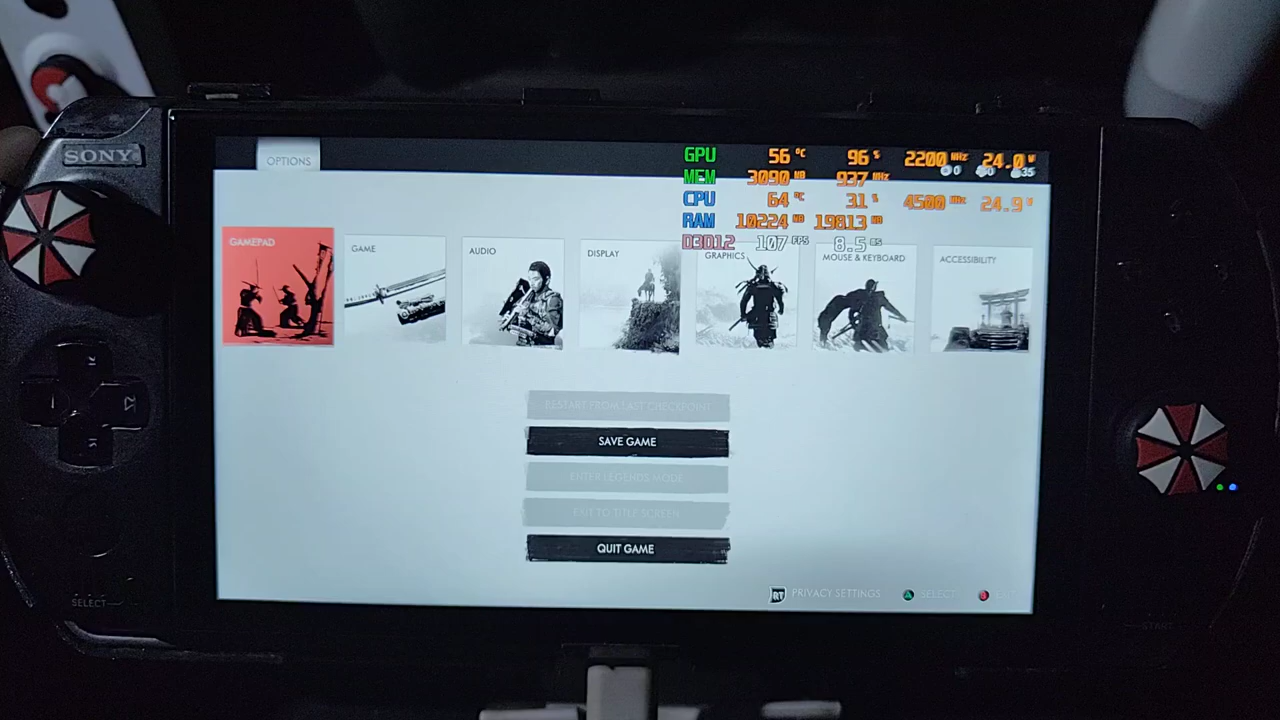 SONY
OPTIONS
GPU 56 °C 96 % 2200 MHz 24.0 W
MEM 3090 MB 937 MHz
CPU 64 °C 31 % 4500 MHz 24.9 W
RAM 10224 MB 19813 MB
D3D12 107 FPS 8.5 MS
GAMEPAD
GAME
AUDIO
DISPLAY
GRAPHICS
MOUSE & KEYBOARD
ACCESSIBILITY
RESTART FROM LAST CHECKPOINT
SAVE GAME
ENTER LEGENDS MODE
EXIT TO TITLE SCREEN
QUIT GAME
RT PRIVACY SETTINGS SELECT EXIT
SELECT
START